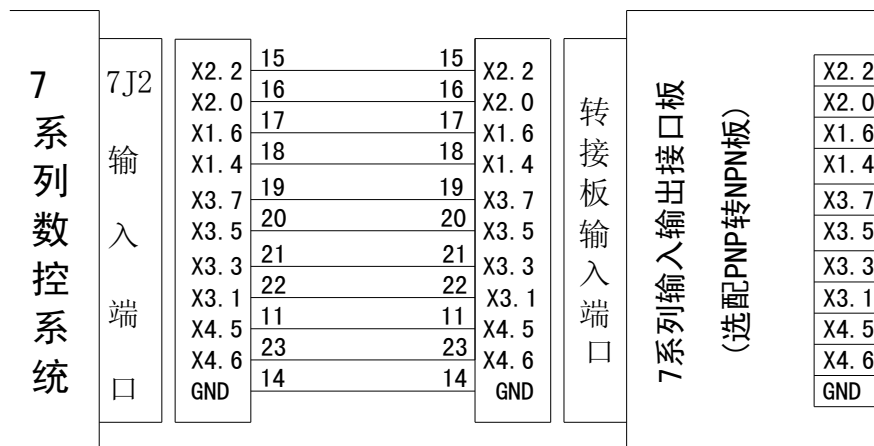 7系列数控系统
7J2输入端口
X2.2 15 15 X2.2
X2.0 16 16 X2.0
X1.6 17 17 X1.6
X1.4 18 18 X1.4
X3.7 19 19 X3.7
X3.5 20 20 X3.5
X3.3 21 21 X3.3
X3.1 22 22 X3.1
X4.5 11 11 X4.5
X4.6 23 23 X4.6
GND 14 14 GND
转接板输入端口
7系列输入输出接口板
(选配PNP转NPN板)
X2.2
X2.0
X1.6
X1.4
X3.7
X3.5
X3.3
X3.1
X4.5
X4.6
GND